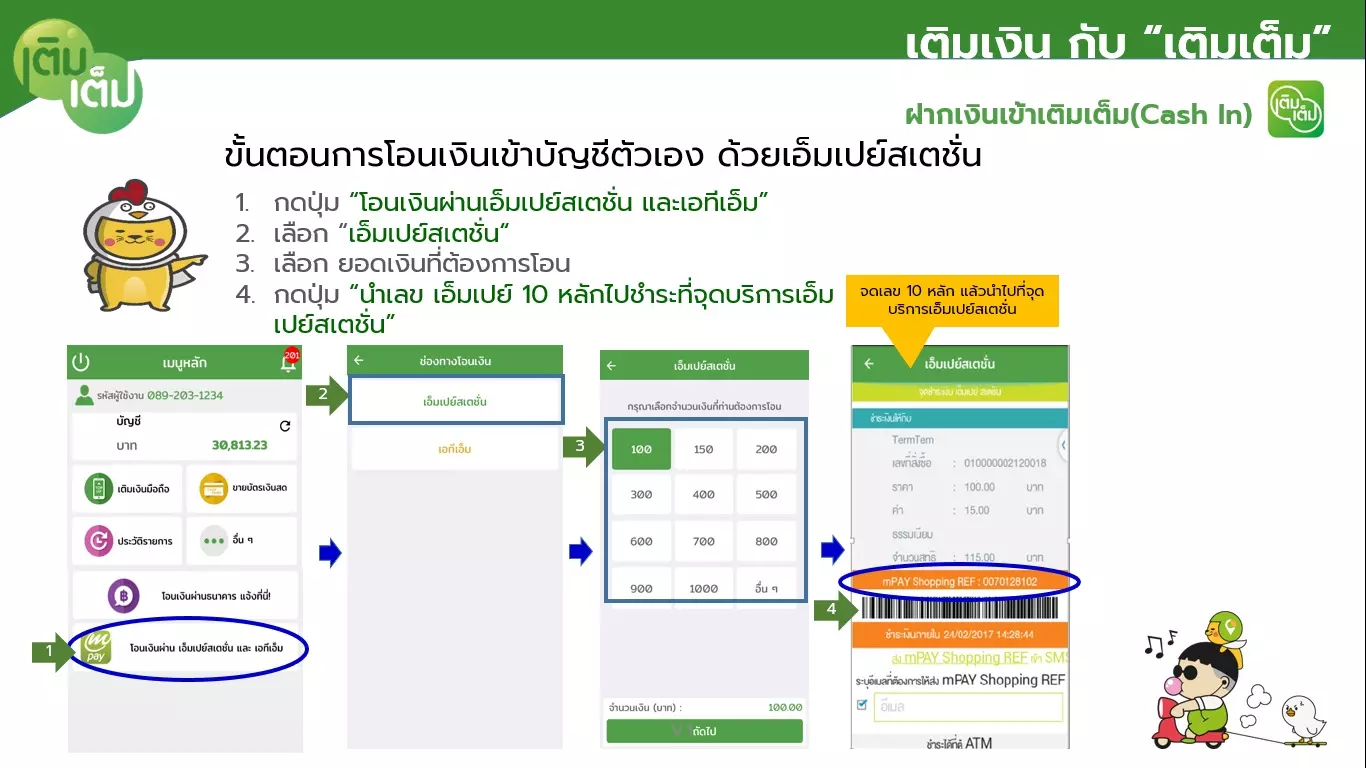 เติมเต็ม
เติมเงิน กับ “เติมเต็ม”
ฝากเงินเข้าเติมเต็ม(Cash In)
เติมเต็ม
ขั้นตอนการโอนเงินเข้าบัญชีตัวเอง ด้วยเอ็มเปย์สเตชั่น
1. กดปุ่ม “โอนเงินผ่านเอ็มเปย์สเตชั่น และเอทีเอ็ม”
2. เลือก “เอ็มเปย์สเตชั่น“
3. เลือก ยอดเงินที่ต้องการโอน
4. กดปุ่ม “นำเลข เอ็มเปย์ 10 หลักไปชำระที่จุดบริการเอ็ม
เปย์สเตชั่น”
จดเลข 10 หลัก แล้วนำไปที่จุด
บริการเอ็มเปย์สเตชั่น
เมนูหลัก
201
รหัสผู้ใช้งาน 089-203-1234
บัญชี
บาท 30,813.23
เติมเงินมือถือ
ขายบัตรเงินสด
ประวัติรายการ
อื่น ๆ
โอนเงินผ่านธนาคาร แจ้งที่นี่!
1
mpay
โอนเงินผ่าน เอ็มเปย์สเตชั่น และ เอทีเอ็ม
ช่องทางโอนเงิน
2
เอ็มเปย์สเตชั่น
เอทีเอ็ม
เอ็มเปย์สเตชั่น
กรุณาเลือกจำนวนเงินที่ท่านต้องการโอน
3
100 150 200
300 400 500
600 700 800
900 1000 อื่น ๆ
จำนวนเงิน (บาท) : 100.00
ถัดไป
เอ็มเปย์สเตชั่น
จุดชำระเงิน เอ็มเปย์ สเตชั่น
ชำระเงินให้กับ
TermTem
เลขที่สั่งซื้อ : 010000002120018
ราคา : 100.00 บาท
ค่า : 15.00 บาท
ธรรมเนียม
จำนวนสุทธิ : 115.00 บาท
mPAY Shopping REF : 0070128102
4
ชำระเงินภายใน 24/02/2017 14:28:44
ส่ง mPAY Shopping REF เข้า SMS
ระบุอีเมลที่ต้องการให้ส่ง mPAY Shopping REF
อีเมล
ชำระได้ที่ตู้ ATM